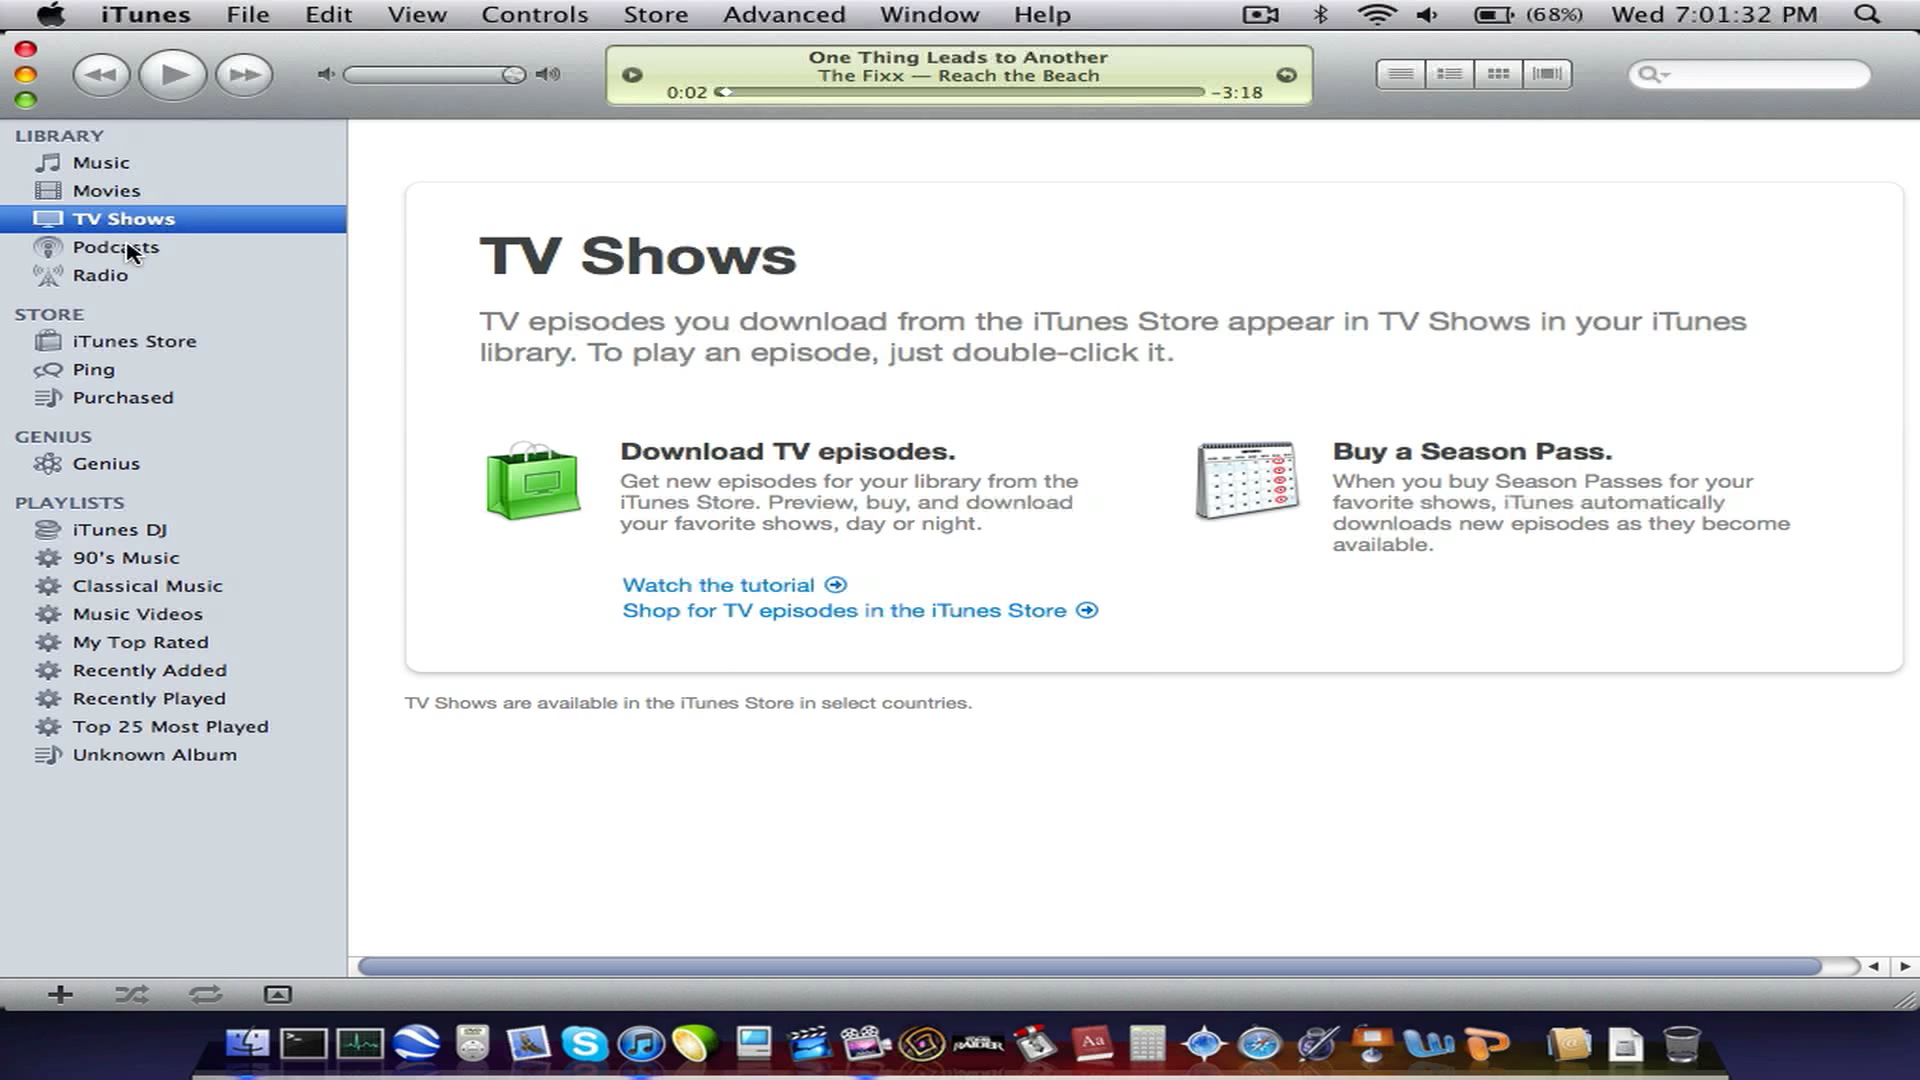 iTunes File Edit View Controls Store Advanced Window Help (68%) Wed 7:01:32 PM
One Thing Leads to Another
The Fixx — Reach the Beach
0:02 -3:18
LIBRARY
Music
Movies
TV Shows
Podcasts
Radio
STORE
iTunes Store
Ping
Purchased
GENIUS
Genius
PLAYLISTS
iTunes DJ
90's Music
Classical Music
Music Videos
My Top Rated
Recently Added
Recently Played
Top 25 Most Played
Unknown Album
TV Shows
TV episodes you download from the iTunes Store appear in TV Shows in your iTunes
library. To play an episode, just double-click it.
Download TV episodes.
Get new episodes for your library from the
iTunes Store. Preview, buy, and download
your favorite shows, day or night.
Watch the tutorial
Shop for TV episodes in the iTunes Store
Buy a Season Pass.
When you buy Season Passes for your
favorite shows, iTunes automatically
downloads new episodes as they become
available.
TV Shows are available in the iTunes Store in select countries.
RAIDER
Aa